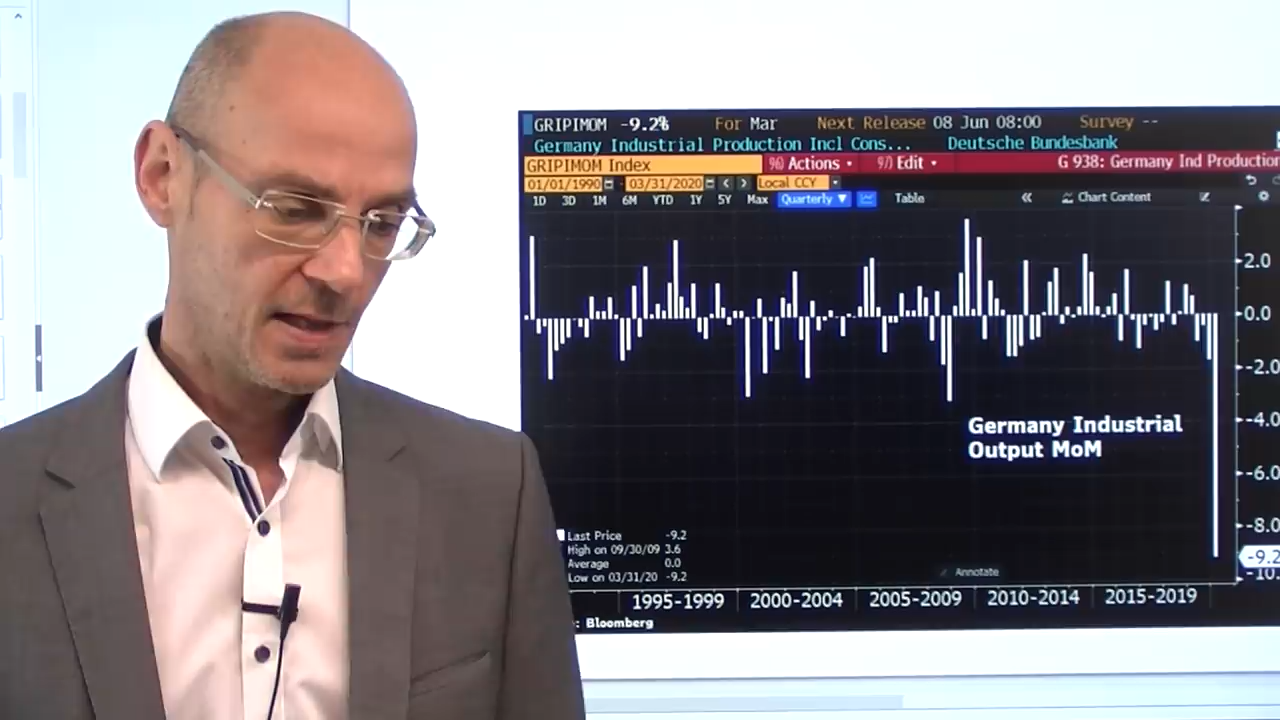 GRIPIMOM -9.2% For Mar Next Release 08 Jun 08:00 Survey --
Germany Industrial Production Incl Cons... Deutsche Bundesbank
GRIPIMOM Index 96) Actions 97) Edit G 938: Germany Ind Production
01/01/1990 - 03/31/2020 Local CCY
1D 3D 1M 6M YTD 1Y 5Y Max Quarterly Table Chart Content
2.0
0.0
-2.0
-4.0
Germany Industrial
Output MoM
-6.0
-8.0
Last Price -9.2
High on 09/30/09 3.6
Average 0.0
Low on 03/31/20 -9.2
-9.2
-10.
Annotate
1995-1999 2000-2004 2005-2009 2010-2014 2015-2019
: Bloomberg